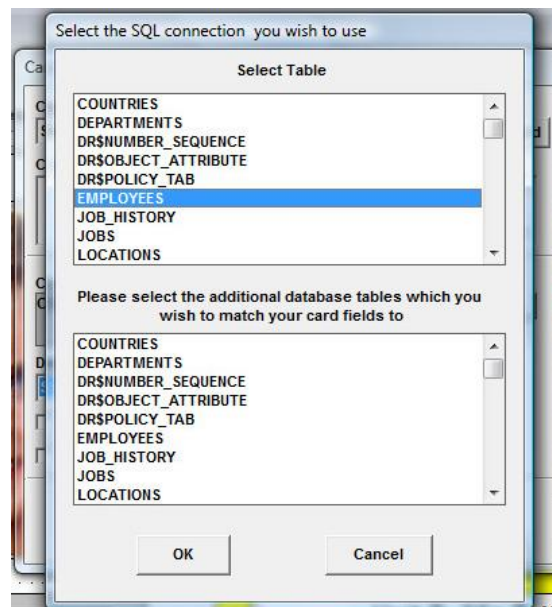 Select the SQL connection you wish to use
Select Table
COUNTRIES
DEPARTMENTS
DR$NUMBER_SEQUENCE
DR$OBJECT_ATTRIBUTE
DR$POLICY_TAB
EMPLOYEES
JOB_HISTORY
JOBS
LOCATIONS
Please select the additional database tables which you
wish to match your card fields to
COUNTRIES
DEPARTMENTS
DR$NUMBER_SEQUENCE
DR$OBJECT_ATTRIBUTE
DR$POLICY_TAB
EMPLOYEES
JOB_HISTORY
JOBS
LOCATIONS
OK Cancel